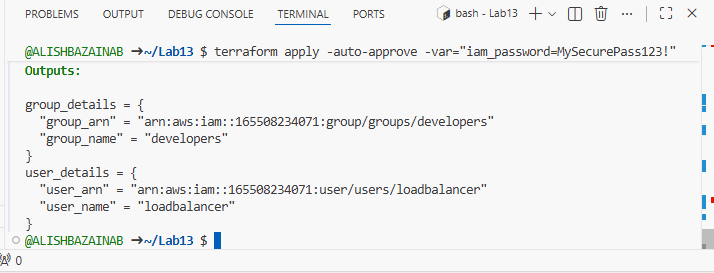 PROBLEMS OUTPUT DEBUG CONSOLE TERMINAL PORTS bash - Lab13
@ALISHBAZAINAB ➜~/Lab13 $ terraform apply -auto-approve -var="iam_password=MySecurePass123!"
Outputs:
group_details = {
"group_arn" = "arn:aws:iam::165508234071:group/groups/developers"
"group_name" = "developers"
}
user_details = {
"user_arn" = "arn:aws:iam::165508234071:user/users/loadbalancer"
"user_name" = "loadbalancer"
}
@ALISHBAZAINAB ➜~/Lab13 $
0